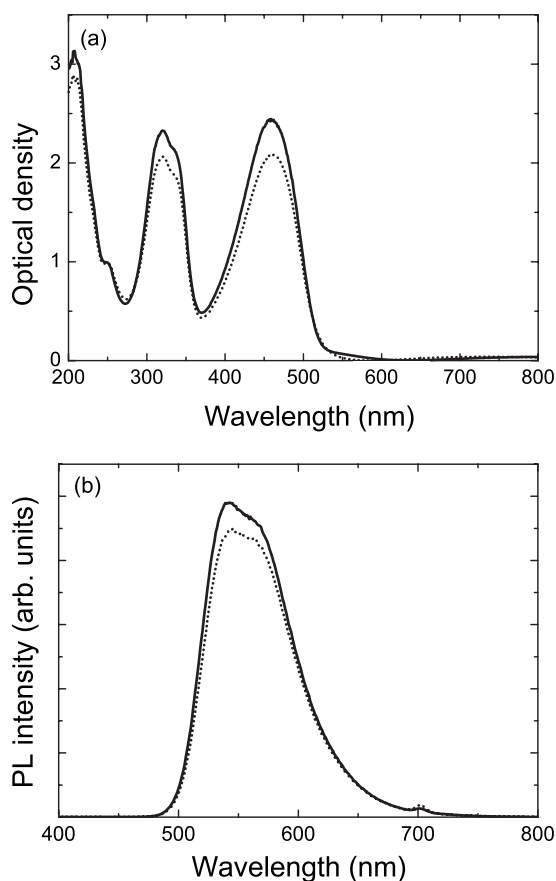 (a)
3
2
1
0
Optical density
200 300 400 500 600 700 800
Wavelength (nm)
(b)
PL intensity (arb. units)
400 500 600 700 800
Wavelength (nm)